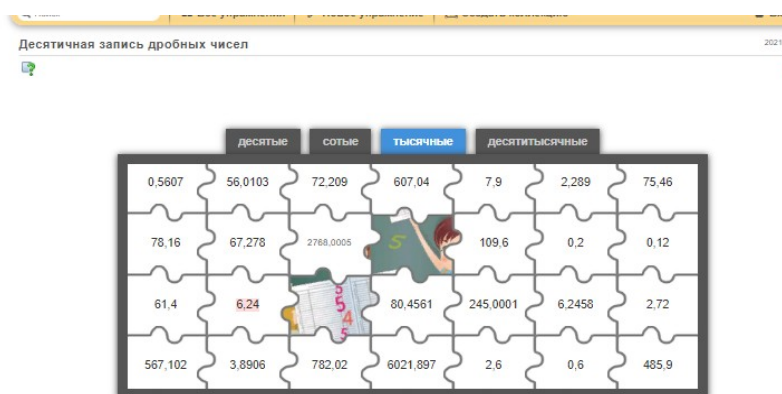 Десятичная запись дробных чисел 2021
десятые сотые тысячные десятитысячные
0,5607 56,0103 72,209 607,04 7,9 2,289 75,46
78,16 67,278 2768,0005 109,6 0,2 0,12
61,4 6,24 80,4561 245,0001 6,2458 2,72
567,102 3,8906 782,02 6021,897 2,6 0,6 485,9